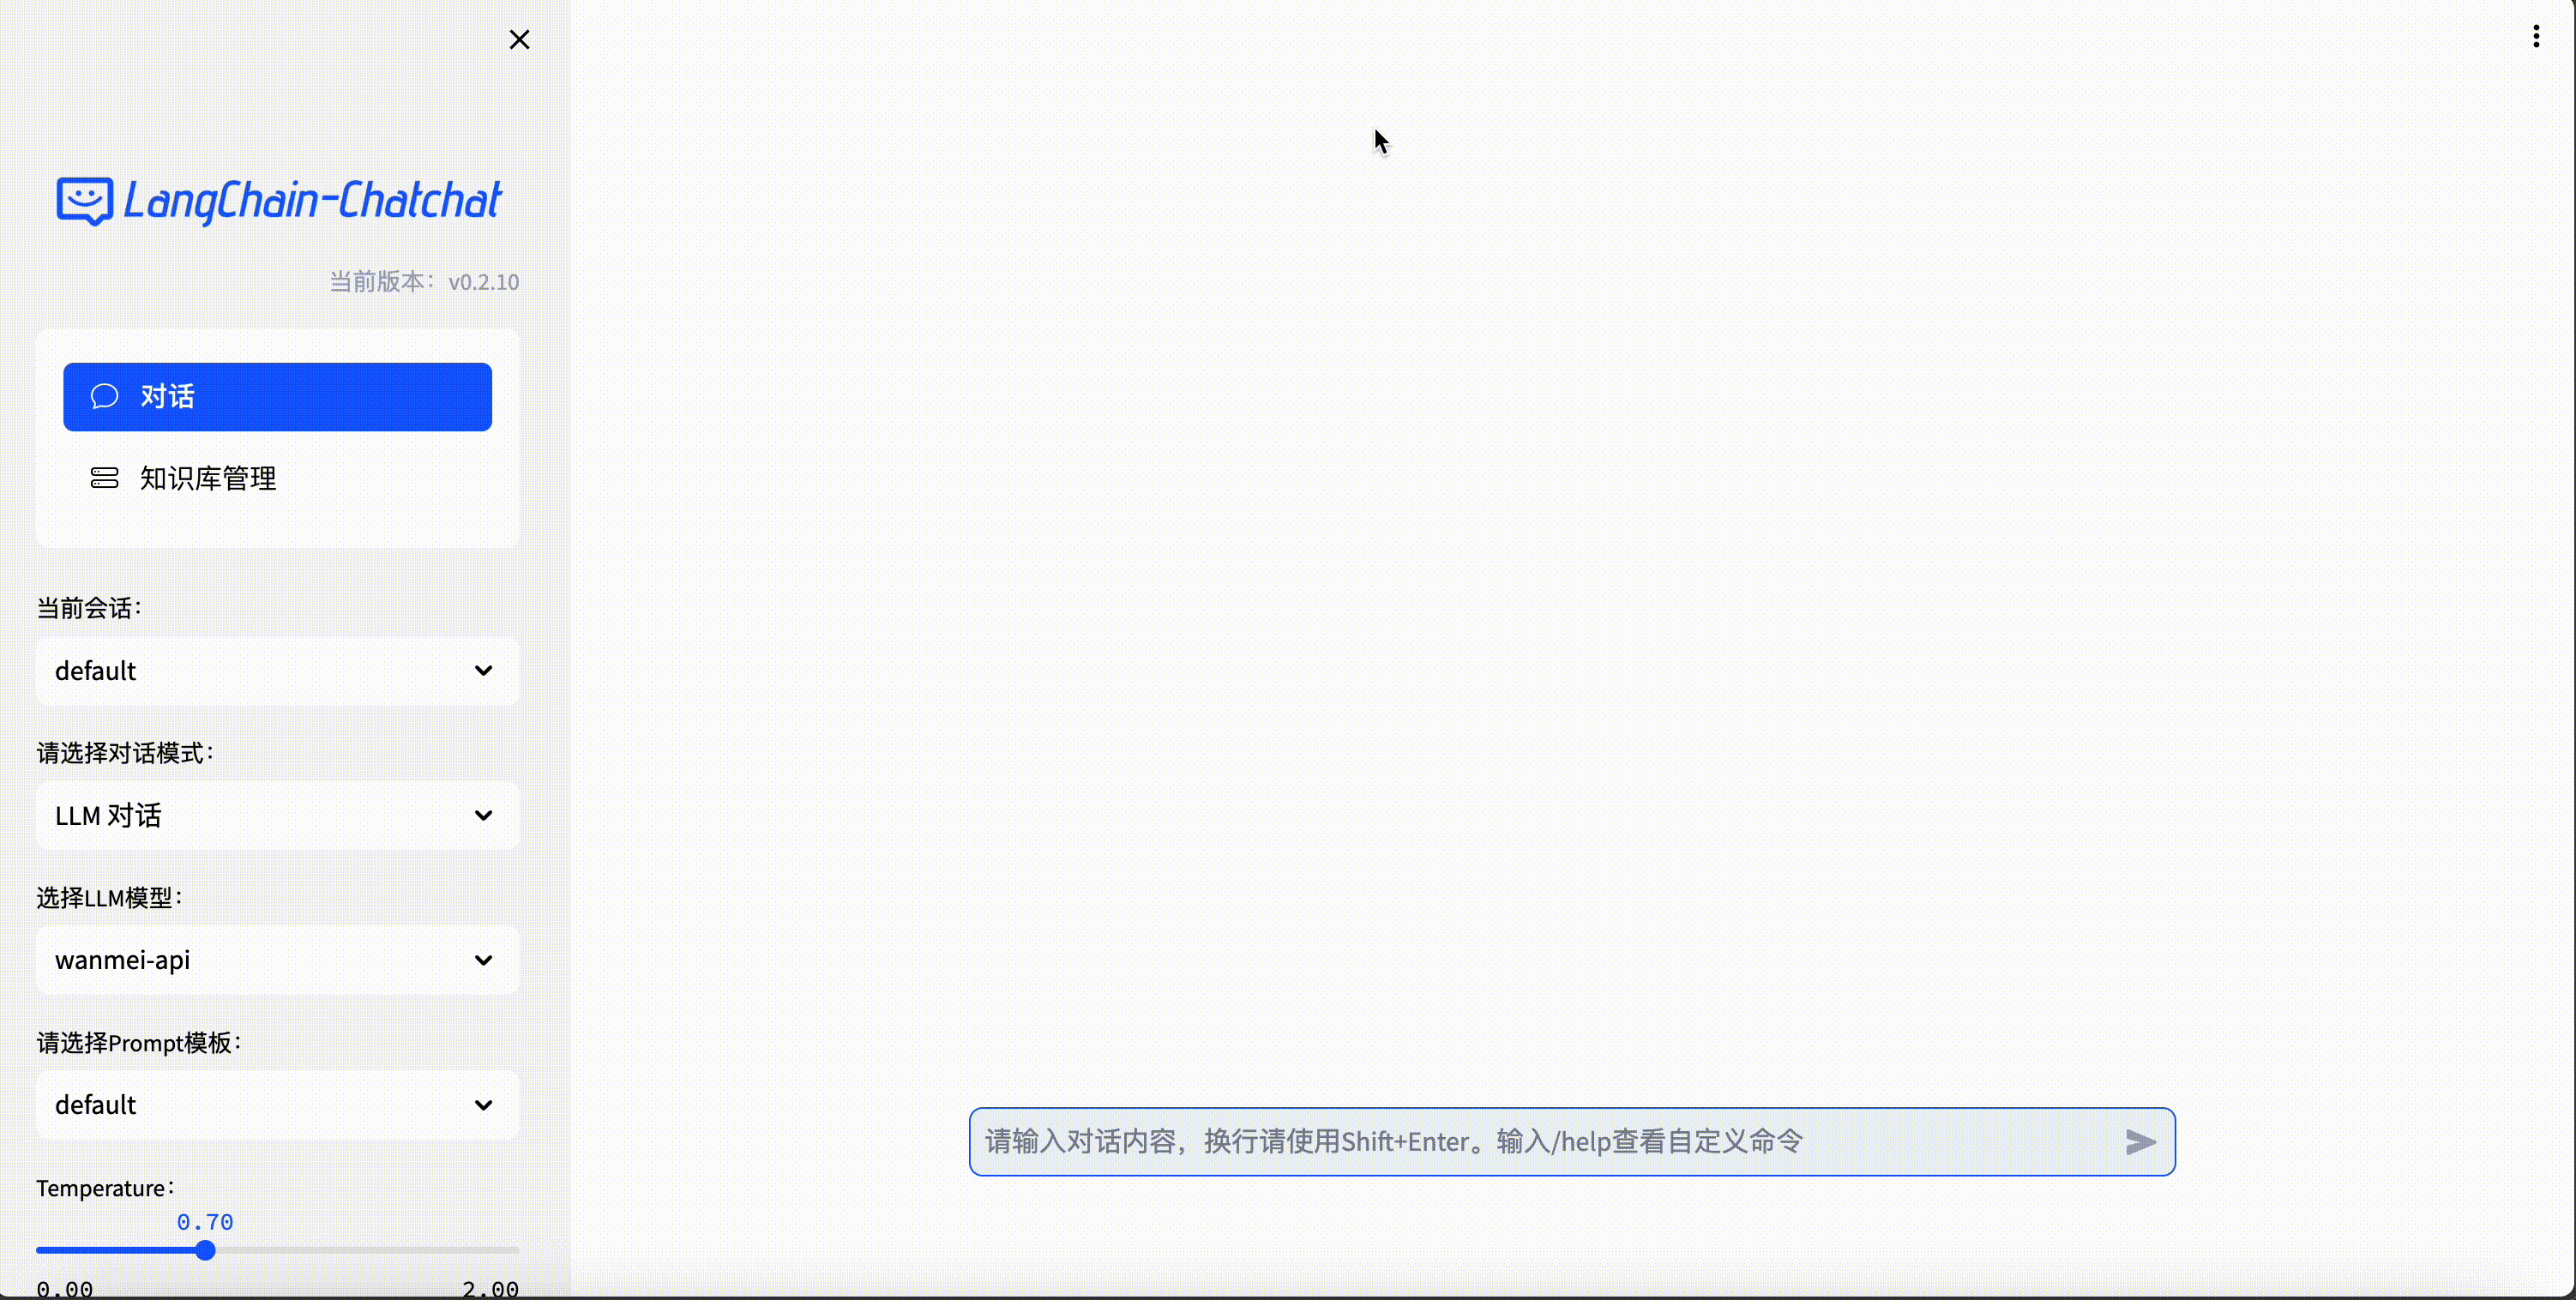 LangChain-Chatchat
当前版本：v0.2.10
对话
知识库管理
当前会话：
default
请选择对话模式：
LLM 对话
选择LLM模型：
wanmei-api
请选择Prompt模板：
default
Temperature：
0.70
0.00 2.00
请输入对话内容，换行请使用Shift+Enter。输入/help查看自定义命令